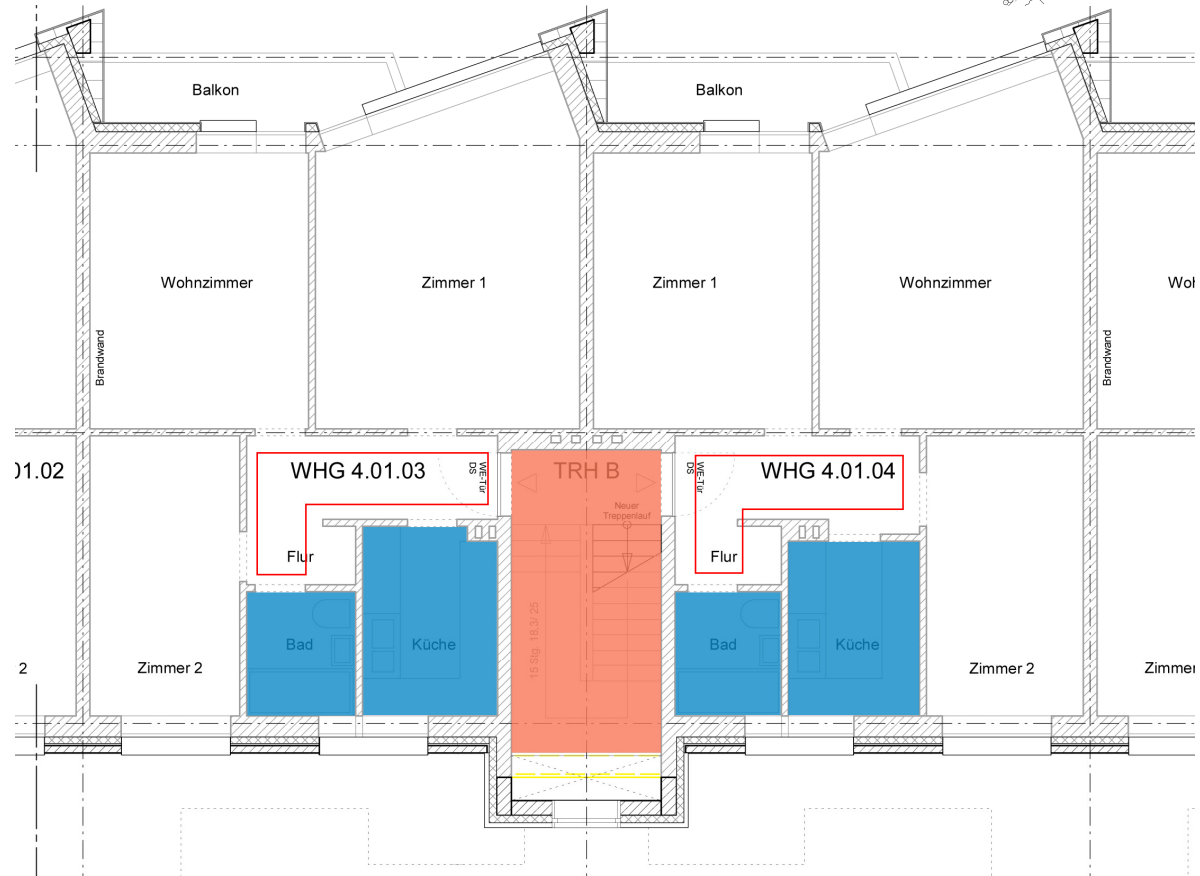 Balkon
Balkon
Wohnzimmer
Zimmer 1
Zimmer 1
Wohnzimmer
Woh
Brandwand
Brandwand
01.02
WHG 4.01.03
WE-Tür
DS
TRH B
WE-Tür
DS
WHG 4.01.04
Neuer
Treppenlauf
Flur
Flur
15 Stg. 18,3/ 25
Bad
Küche
Bad
Küche
2
Zimmer 2
Zimmer 2
Zimmer